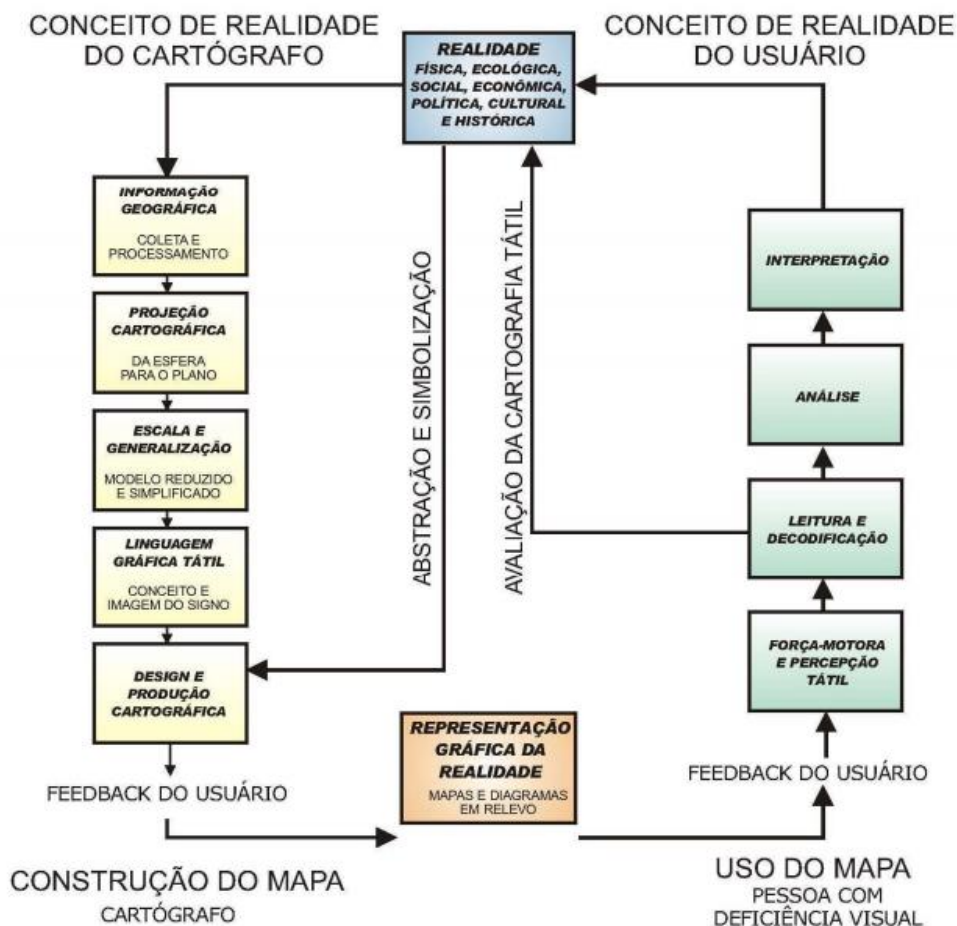 CONCEITO DE REALIDADE
DO CARTÓGRAFO
REALIDADE
FÍSICA, ECOLÓGICA,
SOCIAL, ECONÔMICA,
POLÍTICA, CULTURAL
E HISTÓRICA
CONCEITO DE REALIDADE
DO USUÁRIO
INFORMAÇÃO
GEOGRÁFICA
COLETA E
PROCESSAMENTO
PROJEÇÃO
CARTOGRÁFICA
DA ESFERA
PARA O PLANO
ESCALA E
GENERALIZAÇÃO
MODELO REDUZIDO
E SIMPLIFICADO
LINGUAGEM
GRÁFICA TÁTIL
CONCEITO E
IMAGEM DO SIGNO
DESIGN E
PRODUÇÃO
CARTOGRÁFICA
FEEDBACK DO USUÁRIO
CONSTRUÇÃO DO MAPA
CARTÓGRAFO
ABSTRAÇÃO E SIMBOLIZAÇÃO
AVALIAÇÃO DA CARTOGRAFIA TÁTIL
REPRESENTAÇÃO
GRÁFICA DA
REALIDADE
MAPAS E DIAGRAMAS
EM RELEVO
INTERPRETAÇÃO
ANÁLISE
LEITURA E
DECODIFICAÇÃO
FORÇA-MOTORA
E PERCEPÇÃO
TÁTIL
FEEDBACK DO USUÁRIO
USO DO MAPA
PESSOA COM
DEFICIÊNCIA VISUAL